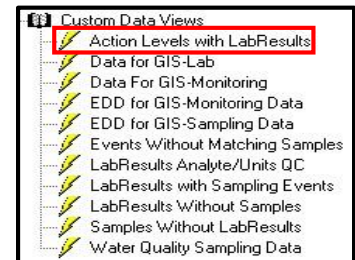 Custom Data Views
Action Levels with LabResults
Data for GIS-Lab
Data For GIS-Monitoring
EDD for GIS-Monitoring Data
EDD for GIS-Sampling Data
Events Without Matching Samples
LabResults Analyte/Units QC
LabResults with Sampling Events
LabResults Without Samples
Samples Without LabResults
Water Quality Sampling Data